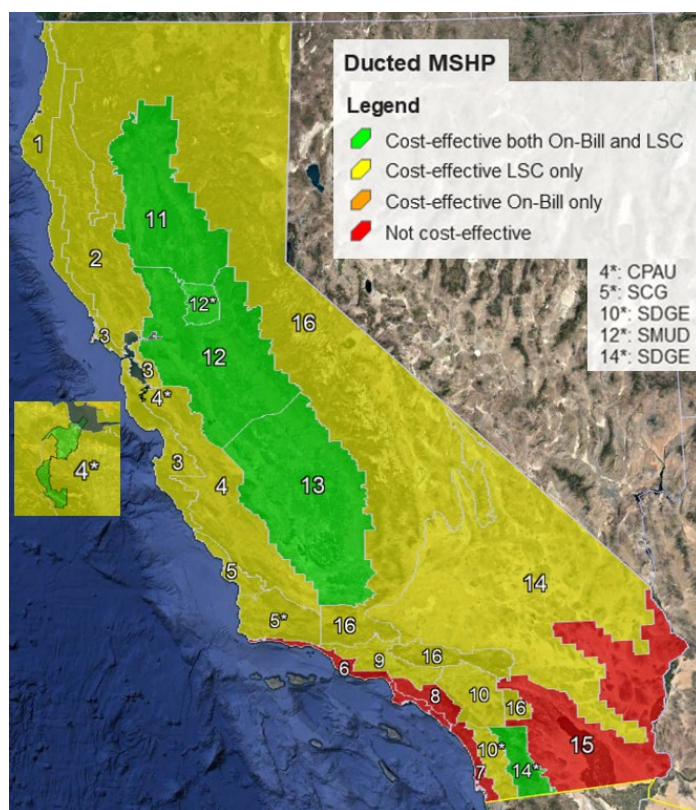 Ducted MSHP
Legend
Cost-effective both On-Bill and LSC
Cost-effective LSC only
Cost-effective On-Bill only
Not cost-effective
4*: CPAU
5*: SCG
10*: SDGE
12*: SMUD
14*: SDGE
1
11
2
12*
16
3
12
3
4*
4*
3
4
13
5
14
5*
16
6
9
16
8
10
16
15
10*
7
14*